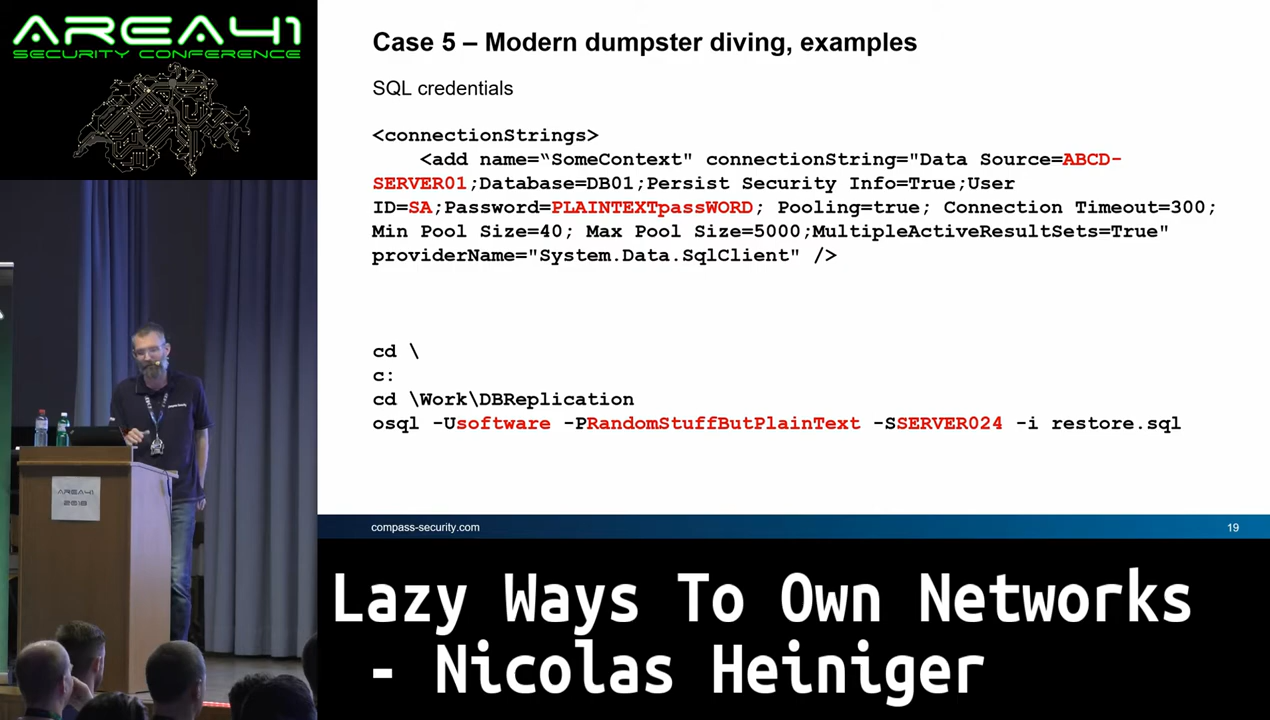 AREA41
SECURITY CONFERENCE
Case 5 – Modern dumpster diving, examples
SQL credentials
<connectionStrings>
<add name=“SomeContext" connectionString="Data Source=ABCD-
SERVER01;Database=DB01;Persist Security Info=True;User
ID=SA;Password=PLAINTEXTpassWORD; Pooling=true; Connection Timeout=300;
Min Pool Size=40; Max Pool Size=5000;MultipleActiveResultSets=True"
providerName="System.Data.SqlClient" />
cd \
c:
cd \Work\DBReplication
osql -Usoftware -PRandomStuffButPlainText -SSERVER024 -i restore.sql
compass-security.com
19
AREA41
2018
Lazy Ways To Own Networks
- Nicolas Heiniger